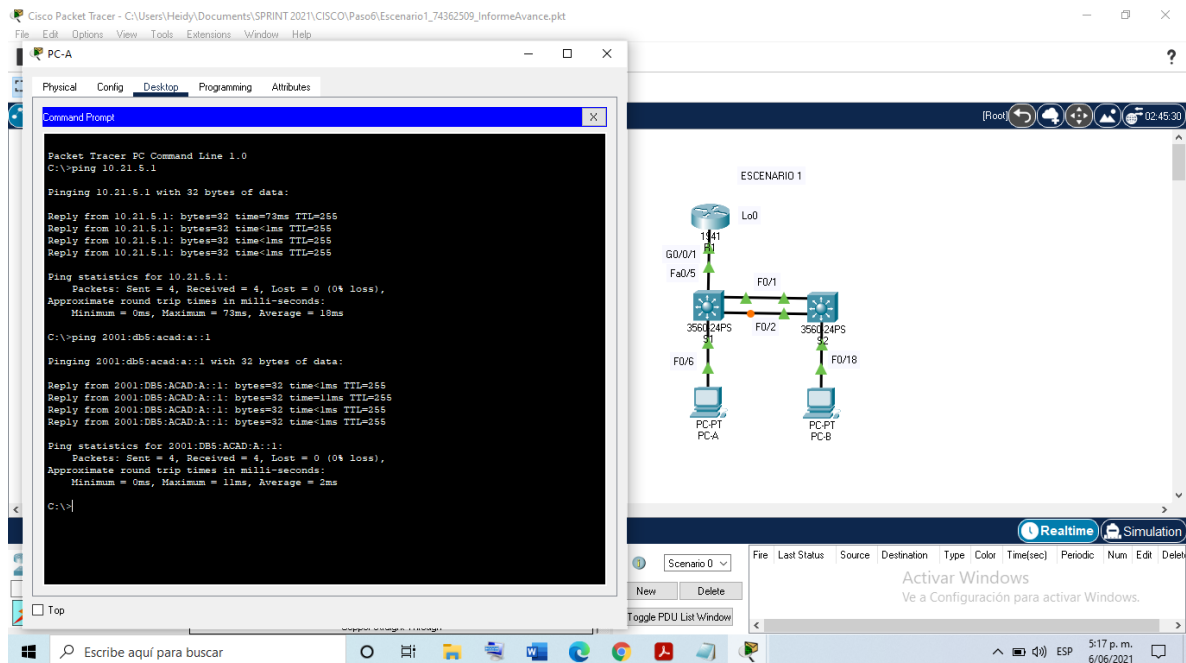 Cisco Packet Tracer - C:\Users\Heidy\Documents\SPRINT 2021\CISCO\Paso6\Escenario1_74362509_InformeAvance.pkt
File Edit Options View Tools Extensions Window Help
PC-A
Physical Config Desktop Programming Attributes
Command Prompt
X
Packet Tracer PC Command Line 1.0
C:\>ping 10.21.5.1
Pinging 10.21.5.1 with 32 bytes of data:
Reply from 10.21.5.1: bytes=32 time=73ms TTL=255
Reply from 10.21.5.1: bytes=32 time<1ms TTL=255
Reply from 10.21.5.1: bytes=32 time<1ms TTL=255
Reply from 10.21.5.1: bytes=32 time<1ms TTL=255
Ping statistics for 10.21.5.1:
Packets: Sent = 4, Received = 4, Lost = 0 (0% loss),
Approximate round trip times in milli-seconds:
Minimum = 0ms, Maximum = 73ms, Average = 18ms
C:\>ping 2001:db5:acad:a::1
Pinging 2001:db5:acad:a::1 with 32 bytes of data:
Reply from 2001:DB5:ACAD:A::1: bytes=32 time<1ms TTL=255
Reply from 2001:DB5:ACAD:A::1: bytes=32 time=11ms TTL=255
Reply from 2001:DB5:ACAD:A::1: bytes=32 time<1ms TTL=255
Reply from 2001:DB5:ACAD:A::1: bytes=32 time<1ms TTL=255
Ping statistics for 2001:DB5:ACAD:A::1:
Packets: Sent = 4, Received = 4, Lost = 0 (0% loss),
Approximate round trip times in milli-seconds:
Minimum = 0ms, Maximum = 11ms, Average = 2ms
C:\>
Top
?
[Root] 02:45:30
ESCENARIO 1
Lo0
1941
R1
G0/0/1
Fa0/5
F0/1
3560-24PS
S1
F0/2
3560-24PS
S2
F0/6
F0/18
PC-PT
PC-A
PC-PT
PC-B
Realtime Simulation
Scenario 0
New Delete
Toggle PDU List Window
Fire Last Status Source Destination Type Color Time(sec) Periodic Num Edit Delet
Activar Windows
Ve a Configuración para activar Windows.
Escribe aquí para buscar
ESP
5:17 p. m.
6/06/2021